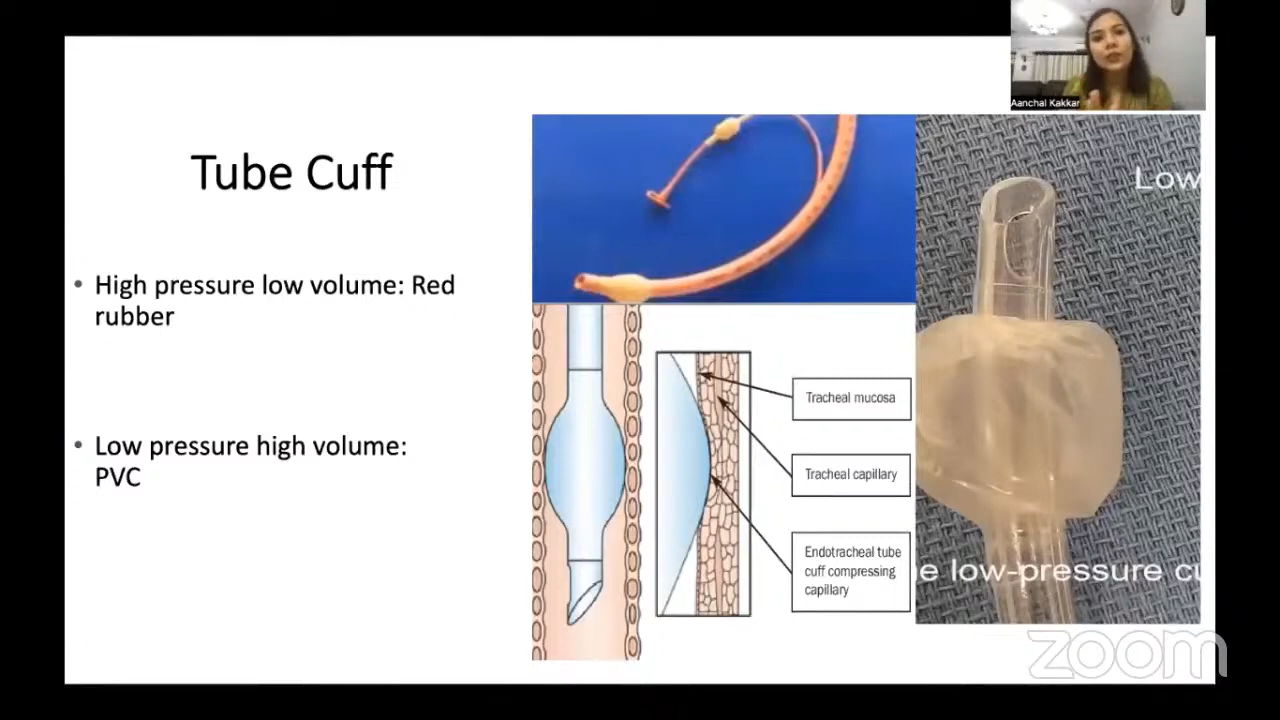 Aanchal Kakkar
Tube Cuff
• High pressure low volume: Red
rubber
• Low pressure high volume:
PVC
Tracheal mucosa
Tracheal capillary
Endotracheal tube
cuff compressing
capillary
Low
e low-pressure cu
zoom